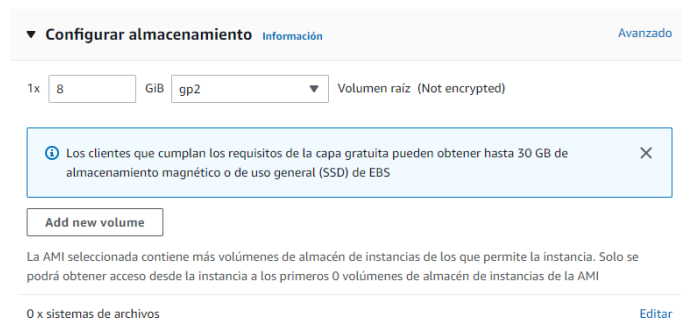 Configurar almacenamiento Información Avanzado
1x 8 GiB gp2 Volumen raíz (Not encrypted)
Los clientes que cumplan los requisitos de la capa gratuita pueden obtener hasta 30 GB de
almacenamiento magnético o de uso general (SSD) de EBS
Add new volume
La AMI seleccionada contiene más volúmenes de almacén de instancias de los que permite la instancia. Solo se
podrá obtener acceso desde la instancia a los primeros 0 volúmenes de almacén de instancias de la AMI
0 x sistemas de archivos Editar